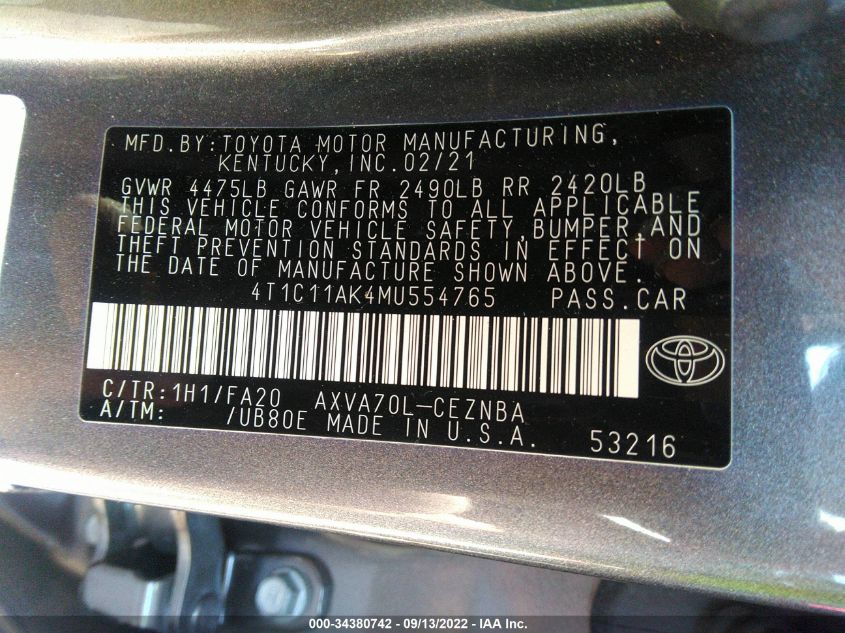 MFD.BY:TOYOTA MOTOR MANUFACTURING,
KENTUCKY,INC.02/21
GVWR 4475LB GAWR FR 2490LB RR 2420LB
THIS VEHICLE CONFORMS TO ALL APPLICABLE
FEDERAL MOTOR VEHICLE SAFETY,BUMPER,AND
THEFT PREVENTION STANDARDS IN EFFECT ON
THE DATE OF MANUFACTURE SHOWN ABOVE.
4T1C11AK4MU554765 PASS.CAR
C/TR:1H1/FA20 AXVA70L-CEZNBA
A/TM: /UB80E MADE IN U.S.A. 53216
000-34380742 - 09/13/2022 - IAA Inc.